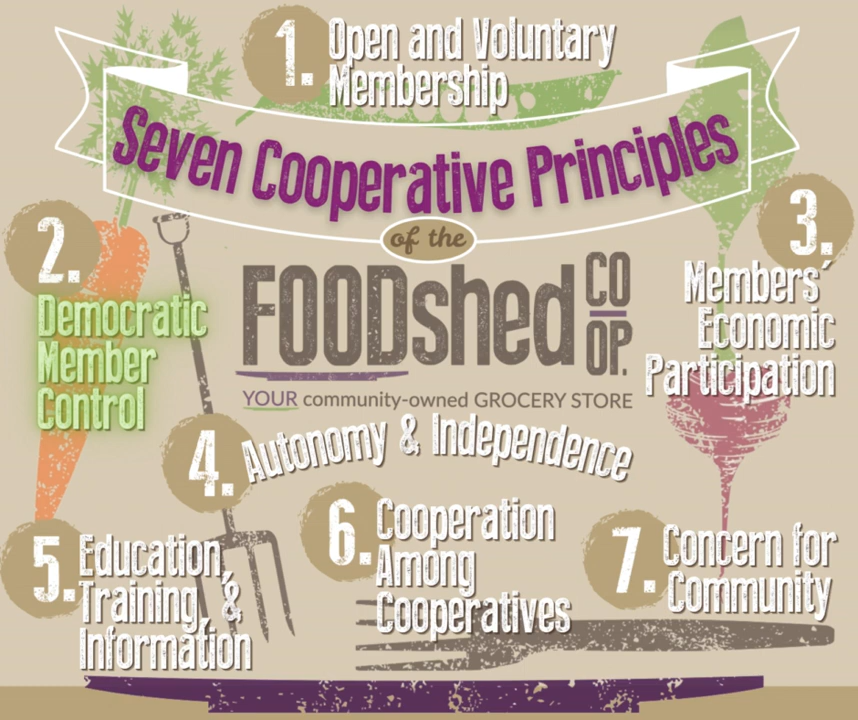 1. Open and Voluntary
Membership
Seven Cooperative Principles
of the
FOODshed CO
OP.
YOUR community-owned GROCERY STORE
2.
Democratic
Member
Control
3.
Members'
Economic
Participation
4. Autonomy & Independence
5. Education,
Training, &
Information
6. Cooperation
Among
Cooperatives
7. Concern for
Community